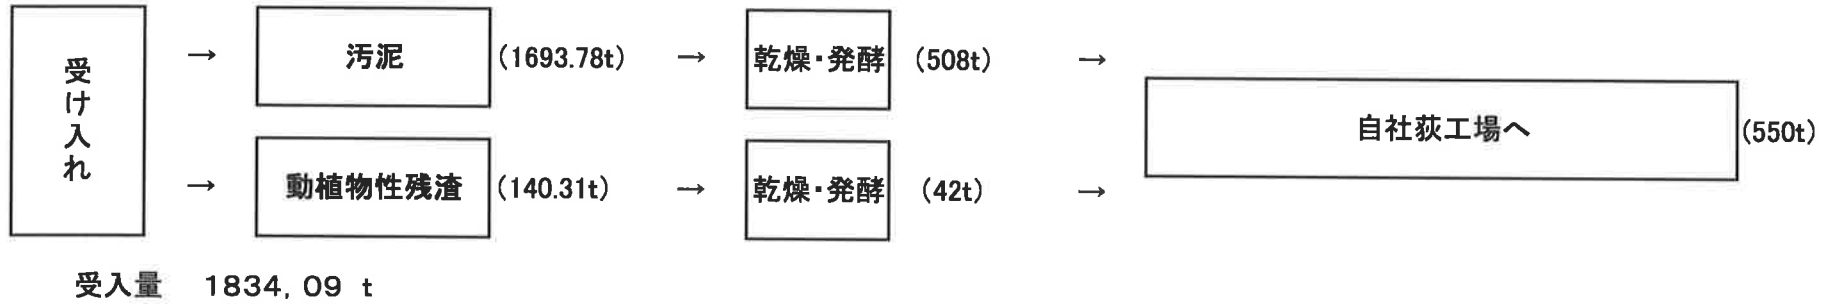 受け入れ
→ 汚泥 (1693.78t) → 乾燥・発酵 (508t) →
→ 動植物性残渣 (140.31t) → 乾燥・発酵 (42t) →
自社荻工場へ (550t)
受入量 1834, 09 t